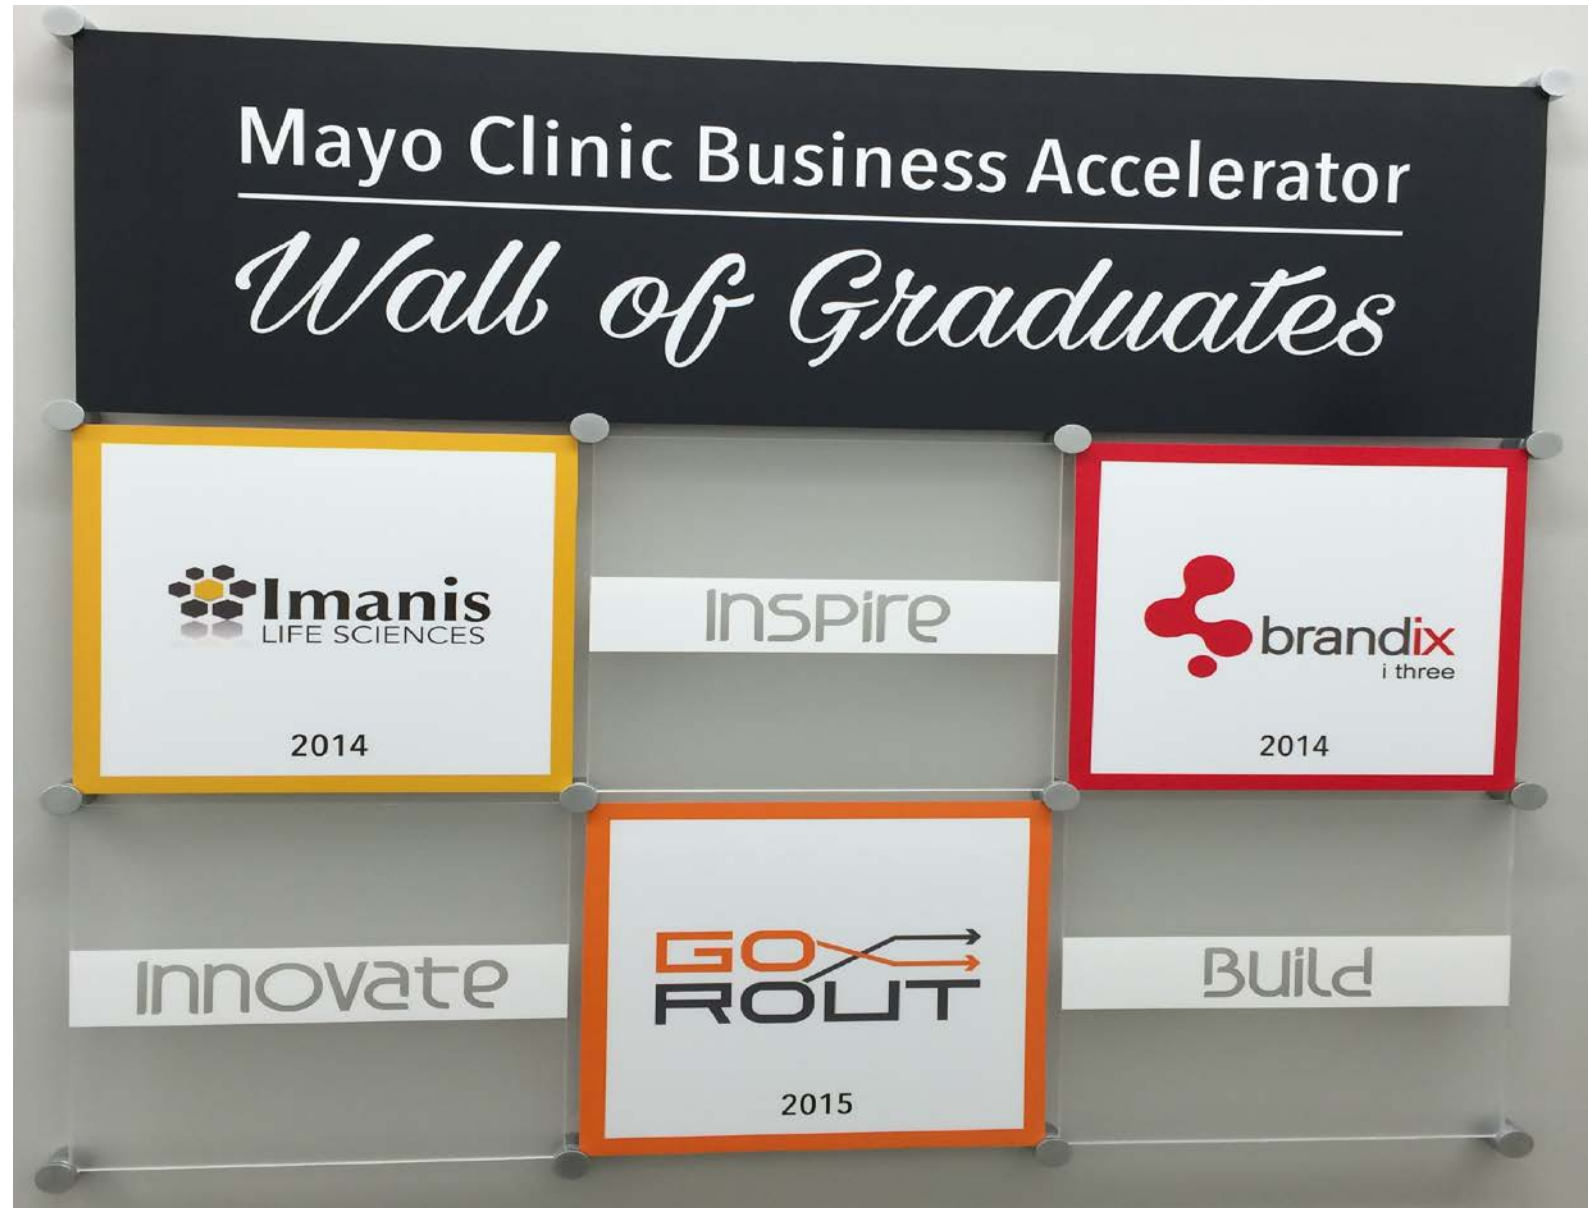 Mayo Clinic Business Accelerator
Wall of Graduates
Imanis
LIFE SCIENCES
2014
Inspire
brandix
i three
2014
Innovate
GO
ROUT
2015
Build